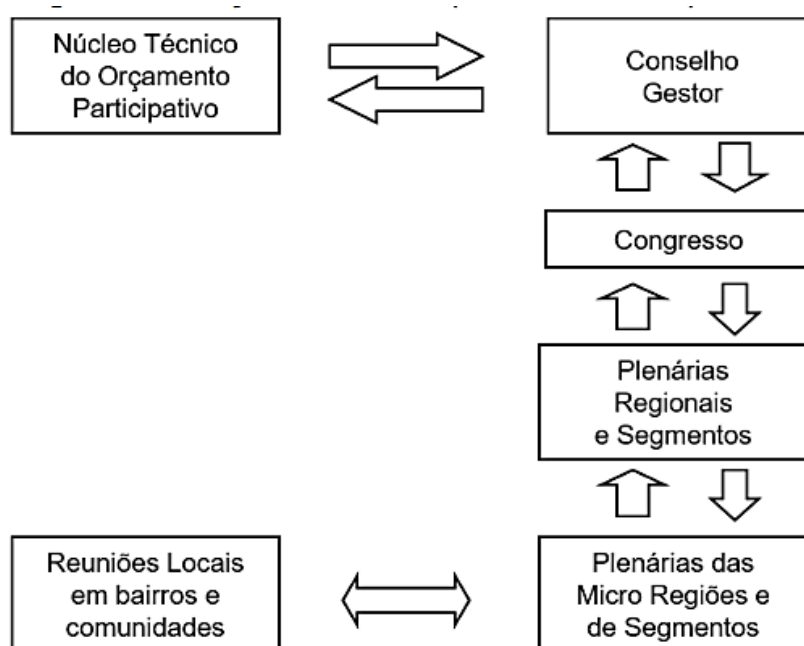 Núcleo Técnico
do Orçamento
Participativo
Conselho
Gestor
Congresso
Plenárias
Regionais
e Segmentos
Reuniões Locais
em bairros e
comunidades
Plenárias das
Micro Regiões e
de Segmentos